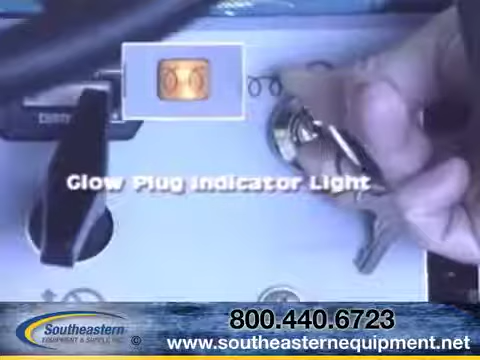 Glow Plug Indicator Light
Southeastern
EQUIPMENT & SUPPLY, INC.
©
800.440.6723
www.southeasternequipment.net